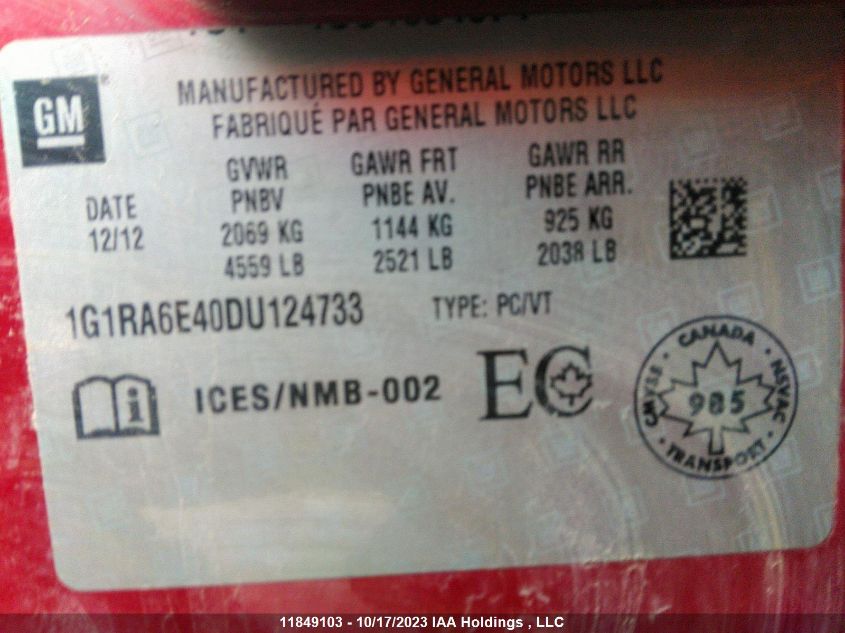 GM
MANUFACTURED BY GENERAL MOTORS LLC
FABRIQUÉ PAR GENERAL MOTORS LLC
DATE
12/12
GVWR
PNBV
2069 KG
4559 LB
GAWR FRT
PNBE AV.
1144 KG
2521 LB
GAWR RR
PNBE ARR.
925 KG
2038 LB
1G1RA6E40DU124733 TYPE: PC/VT
ICES/NMB-002
EC
CANADA
CMVSS 985 NSVAC
TRANSPORT
11849103 - 10/17/2023 IAA Holdings , LLC